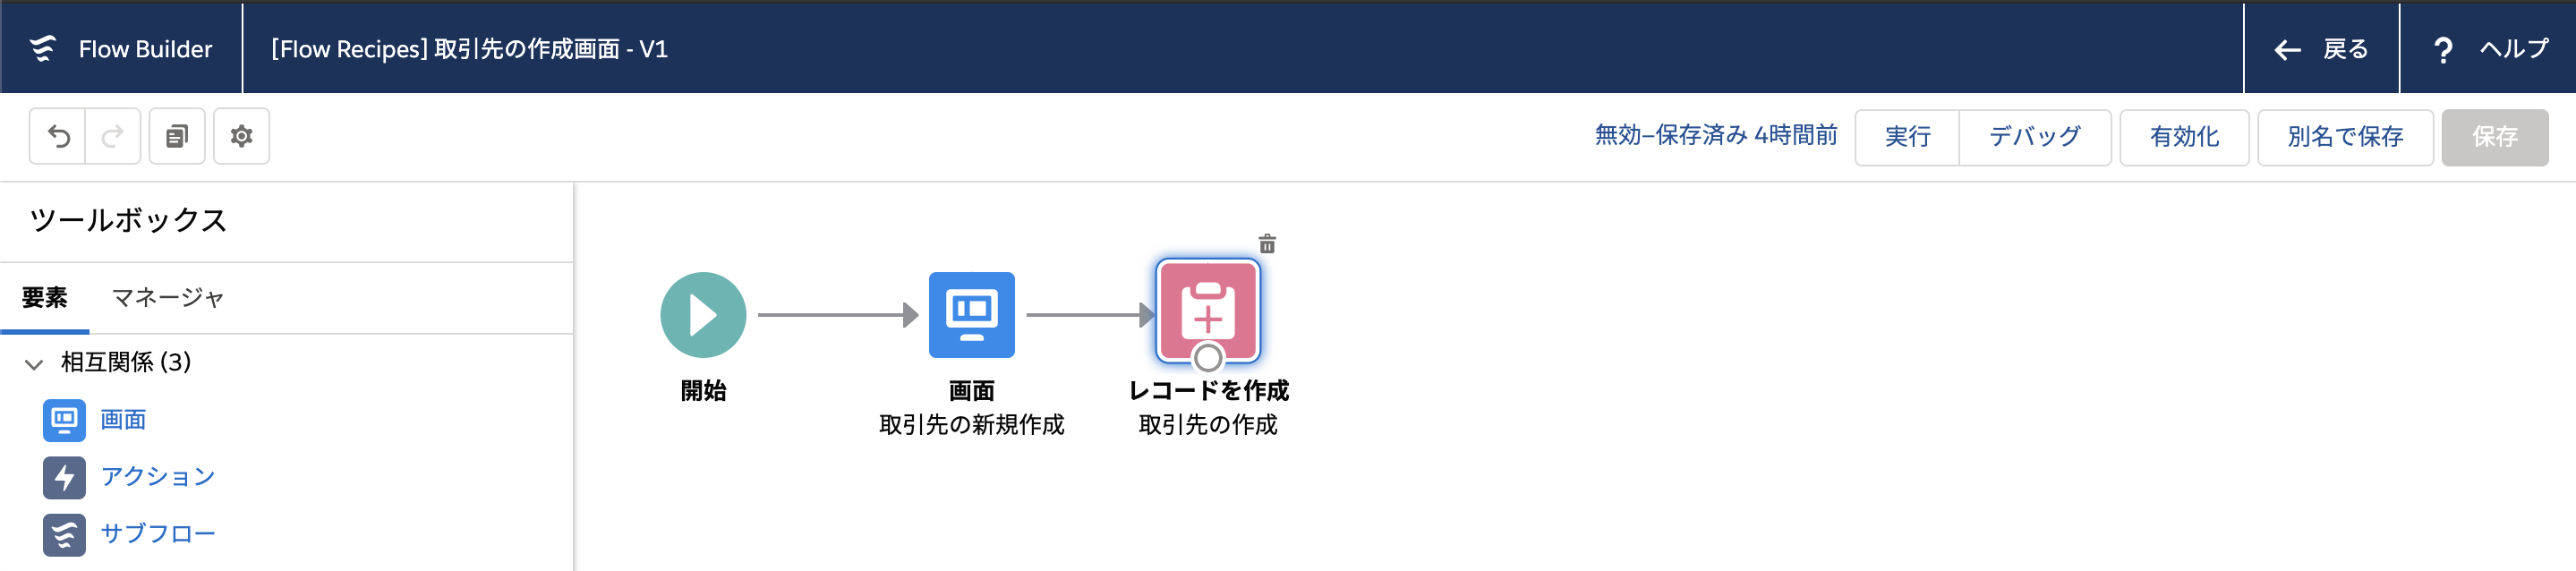 Flow Builder
[Flow Recipes] 取引先の作成画面 - V1
戻る
ヘルプ
無効–保存済み 4時間前
実行
デバッグ
有効化
別名で保存
保存
ツールボックス
要素
マネージャ
相互関係 (3)
画面
アクション
サブフロー
開始
画面
取引先の新規作成
レコードを作成
取引先の作成